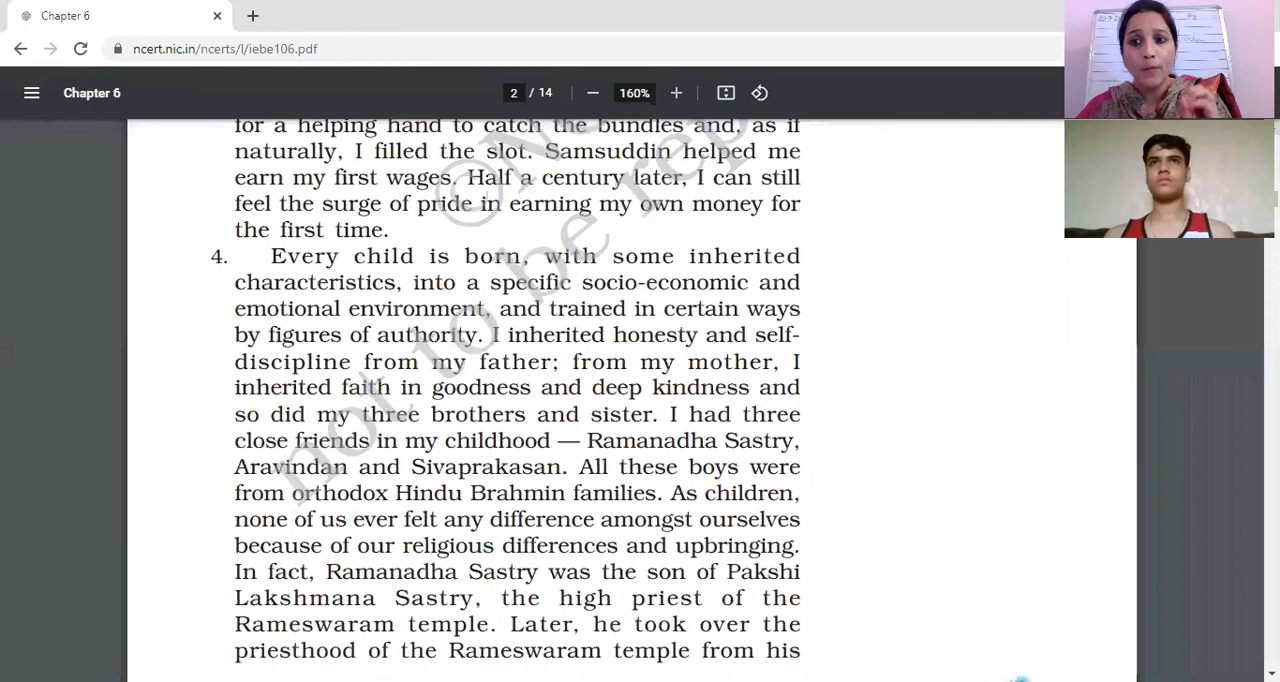 Chapter 6
ncert.nic.in/ncerts/l/iebe106.pdf
Chapter 6
2 / 14
160%
for a helping hand to catch the bundles and, as if
naturally, I filled the slot. Samsuddin helped me
earn my first wages. Half a century later, I can still
feel the surge of pride in earning my own money for
the first time.
4. Every child is born, with some inherited
characteristics, into a specific socio-economic and
emotional environment, and trained in certain ways
by figures of authority. I inherited honesty and self-
discipline from my father; from my mother, I
inherited faith in goodness and deep kindness and
so did my three brothers and sister. I had three
close friends in my childhood — Ramanadha Sastry,
Aravindan and Sivaprakasan. All these boys were
from orthodox Hindu Brahmin families. As children,
none of us ever felt any difference amongst ourselves
because of our religious differences and upbringing.
In fact, Ramanadha Sastry was the son of Pakshi
Lakshmana Sastry, the high priest of the
Rameswaram temple. Later, he took over the
priesthood of the Rameswaram temple from his
not to be rep